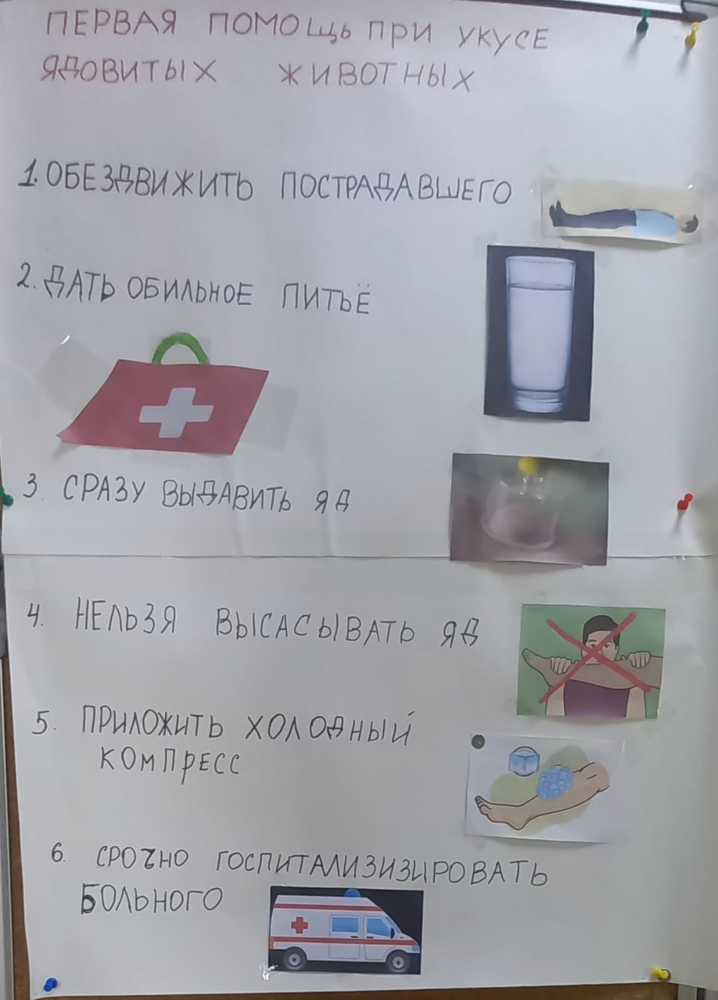 ПЕРВАЯ ПОМОЩЬ ПРИ УКУСЕ
ЯДОВИТЫХ ЖИВОТНЫХ
1. ОБЕЗДВИЖИТЬ ПОСТРАДАВШЕГО
2. ДАТЬ ОБИЛЬНОЕ ПИТЬЁ
3. СРАЗУ ВЫДАВИТЬ ЯД
4. НЕЛЬЗЯ ВЫСАСЫВАТЬ ЯД
5. ПРИЛОЖИТЬ ХОЛОДНЫЙ
КОМПРЕСС
6. СРОЧНО ГОСПИТАЛИЗИЗИРОВАТЬ
БОЛЬНОГО